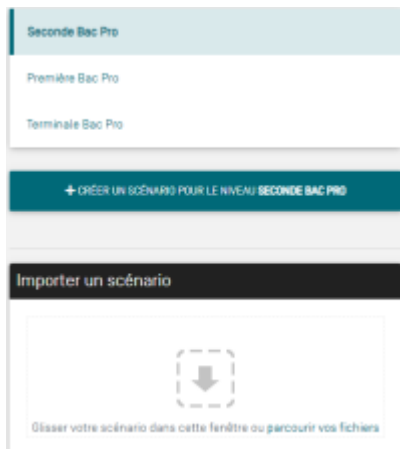 Seconde Bac Pro
Première Bac Pro
Terminale Bac Pro
+ CRÉER UN SCÉNARIO POUR LE NIVEAU SECONDE BAC PRO
Importer un scénario
Glisser votre scénario dans cette fenêtre ou parcourir vos fichiers